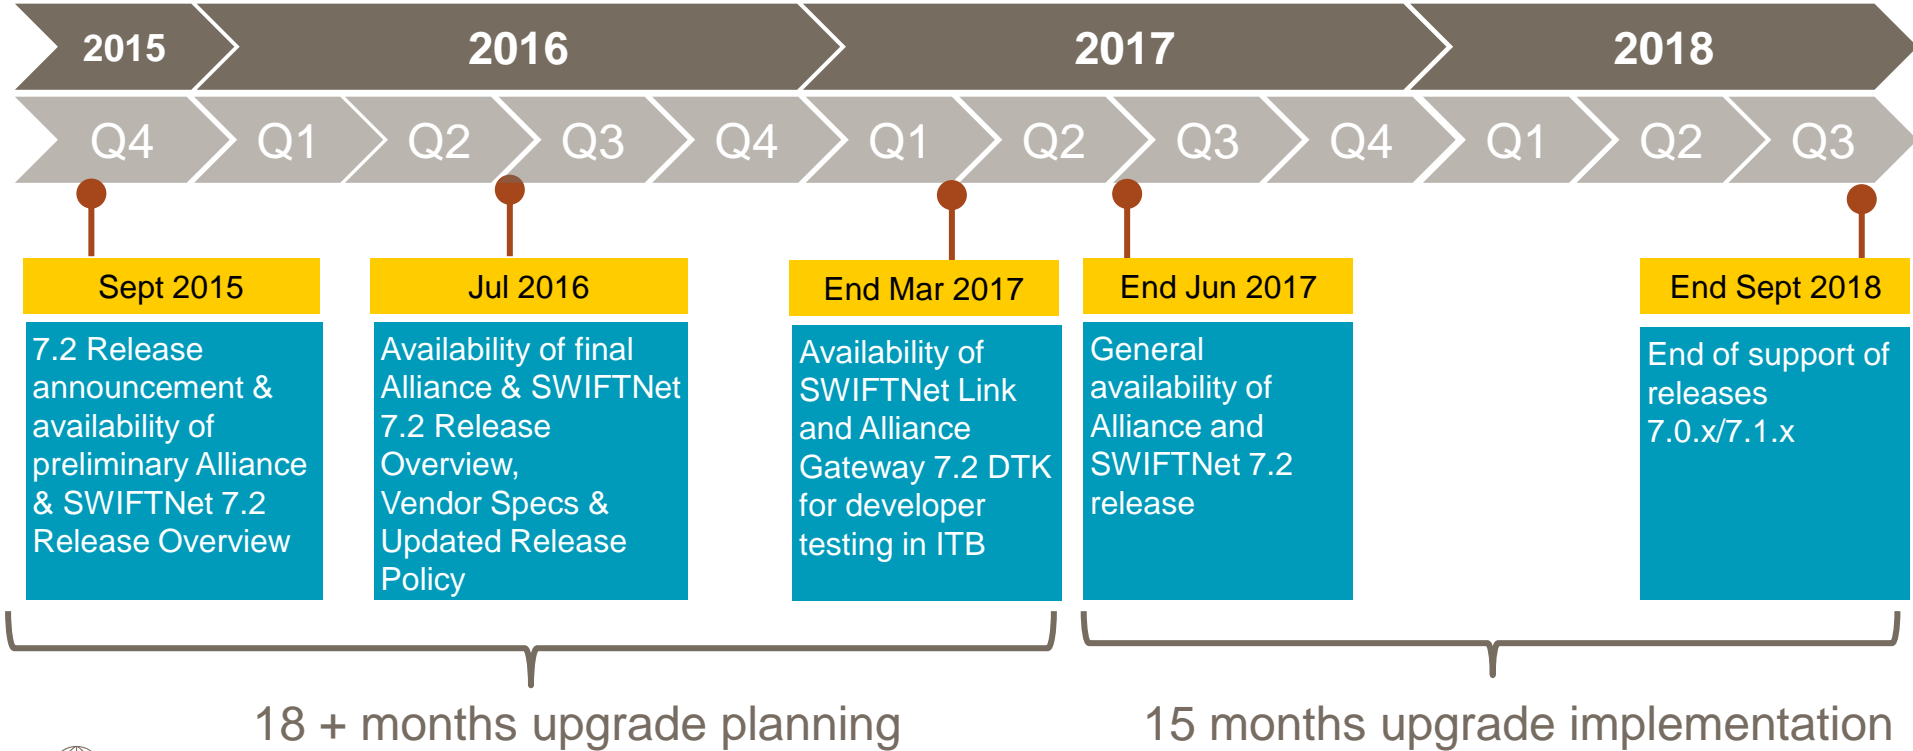 2015 2016 2017 2018
Q4 Q1 Q2 Q3 Q4 Q1 Q2 Q3 Q4 Q1 Q2 Q3
Sept 2015
7.2 Release
announcement &
availability of
preliminary Alliance
& SWIFTNet 7.2
Release Overview
Jul 2016
Availability of final
Alliance & SWIFTNet
7.2 Release
Overview,
Vendor Specs &
Updated Release
Policy
End Mar 2017
Availability of
SWIFTNet Link
and Alliance
Gateway 7.2 DTK
for developer
testing in ITB
End Jun 2017
General
availability of
Alliance and
SWIFTNet 7.2
release
End Sept 2018
End of support of
releases
7.0.x/7.1.x
18 + months upgrade planning
15 months upgrade implementation